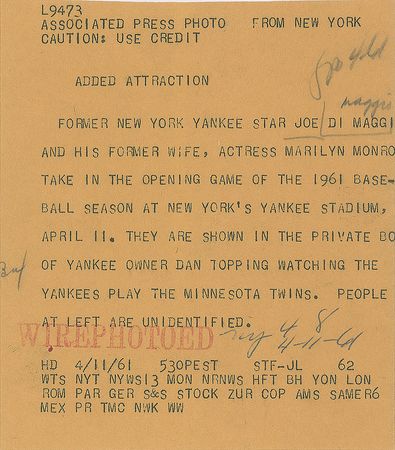 L9473
ASSOCIATED PRESS PHOTO FROM NEW YORK
CAUTION: USE CREDIT
ADDED ATTRACTION
maggio
FORMER NEW YORK YANKEE STAR JOE DI MAGGI
AND HIS FORMER WIFE, ACTRESS MARILYN MONRO
TAKE IN THE OPENING GAME OF THE 1961 BASE-
BALL SEASON AT NEW YORK'S YANKEE STADIUM,
APRIL 11. THEY ARE SHOWN IN THE PRIVATE BO
OF YANKEE OWNER DAN TOPPING WATCHING THE
YANKEES PLAY THE MINNESOTA TWINS. PEOPLE
AT LEFT ARE UNIDENTIFIED.
WIREPHOTOED
HD 4/11/61 530PEST STF-JL 62
WTS NYT NYWS13 MON NRNWS HFT BH YON LON
ROM PAR GER S&S STOCK ZUR COP AMS SAMER6
MEX PR TMC NWK WW